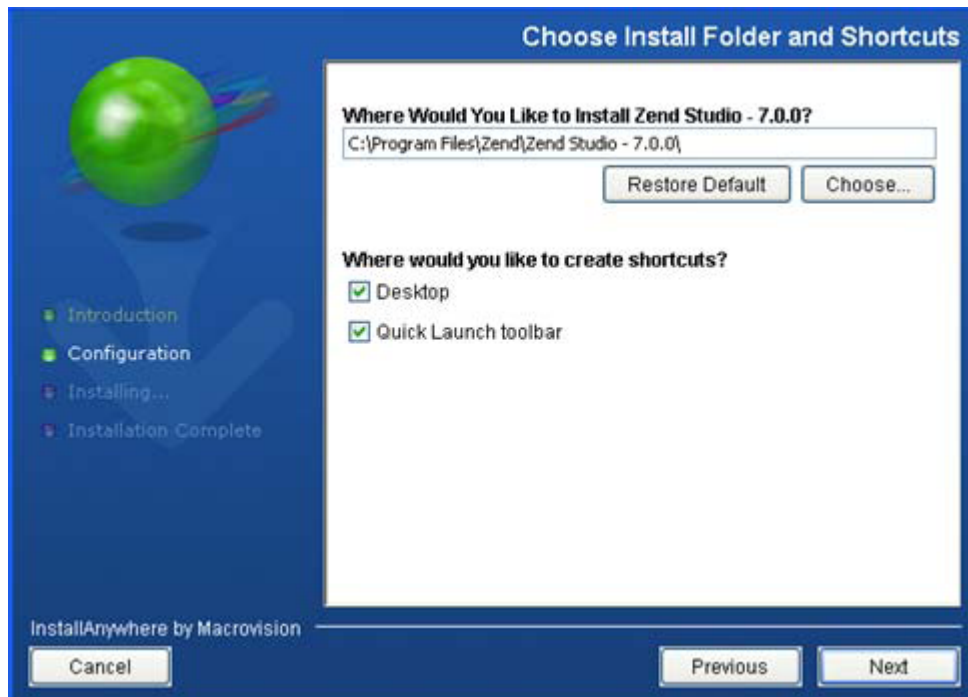 Choose Install Folder and Shortcuts
Where Would You Like to Install Zend Studio - 7.0.0?
C:\Program Files\Zend\Zend Studio - 7.0.0\
Restore Default Choose...
Where would you like to create shortcuts?
Desktop
Quick Launch toolbar
Introduction
Configuration
Installing...
Installation Complete
InstallAnywhere by Macrovision
Cancel Previous Next